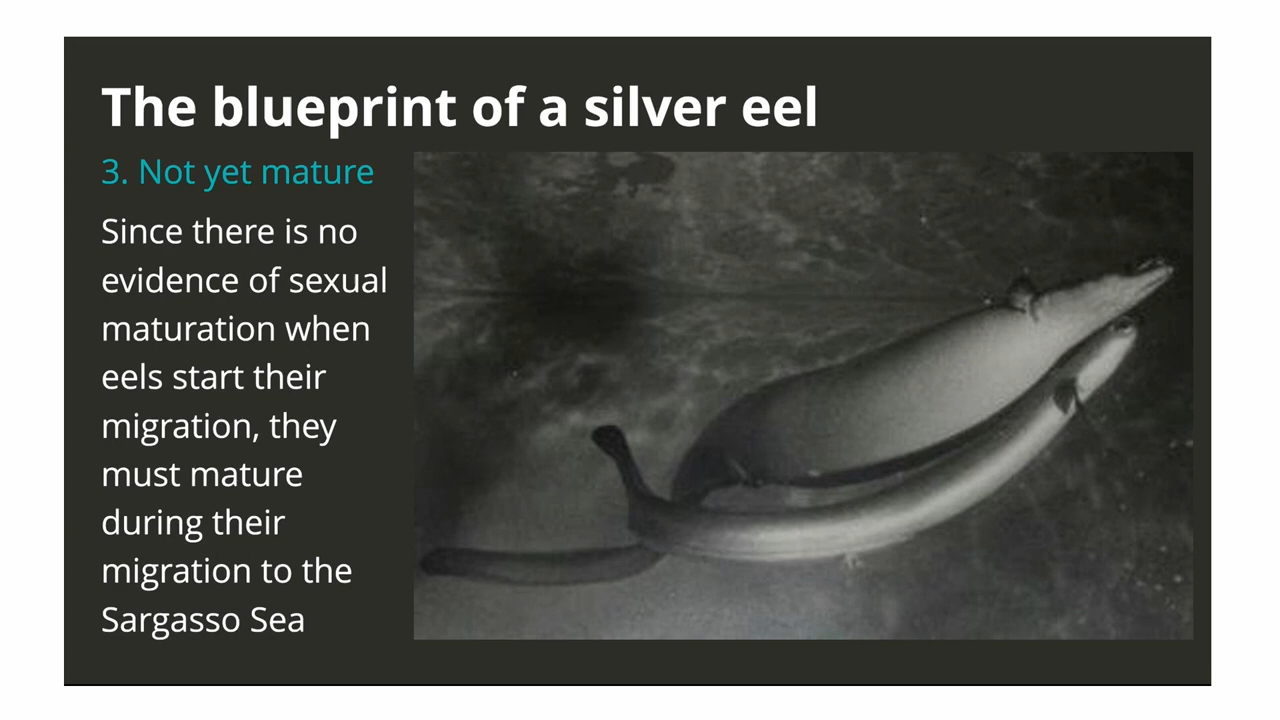 The blueprint of a silver eel
3. Not yet mature
Since there is no
evidence of sexual
maturation when
eels start their
migration, they
must mature
during their
migration to the
Sargasso Sea